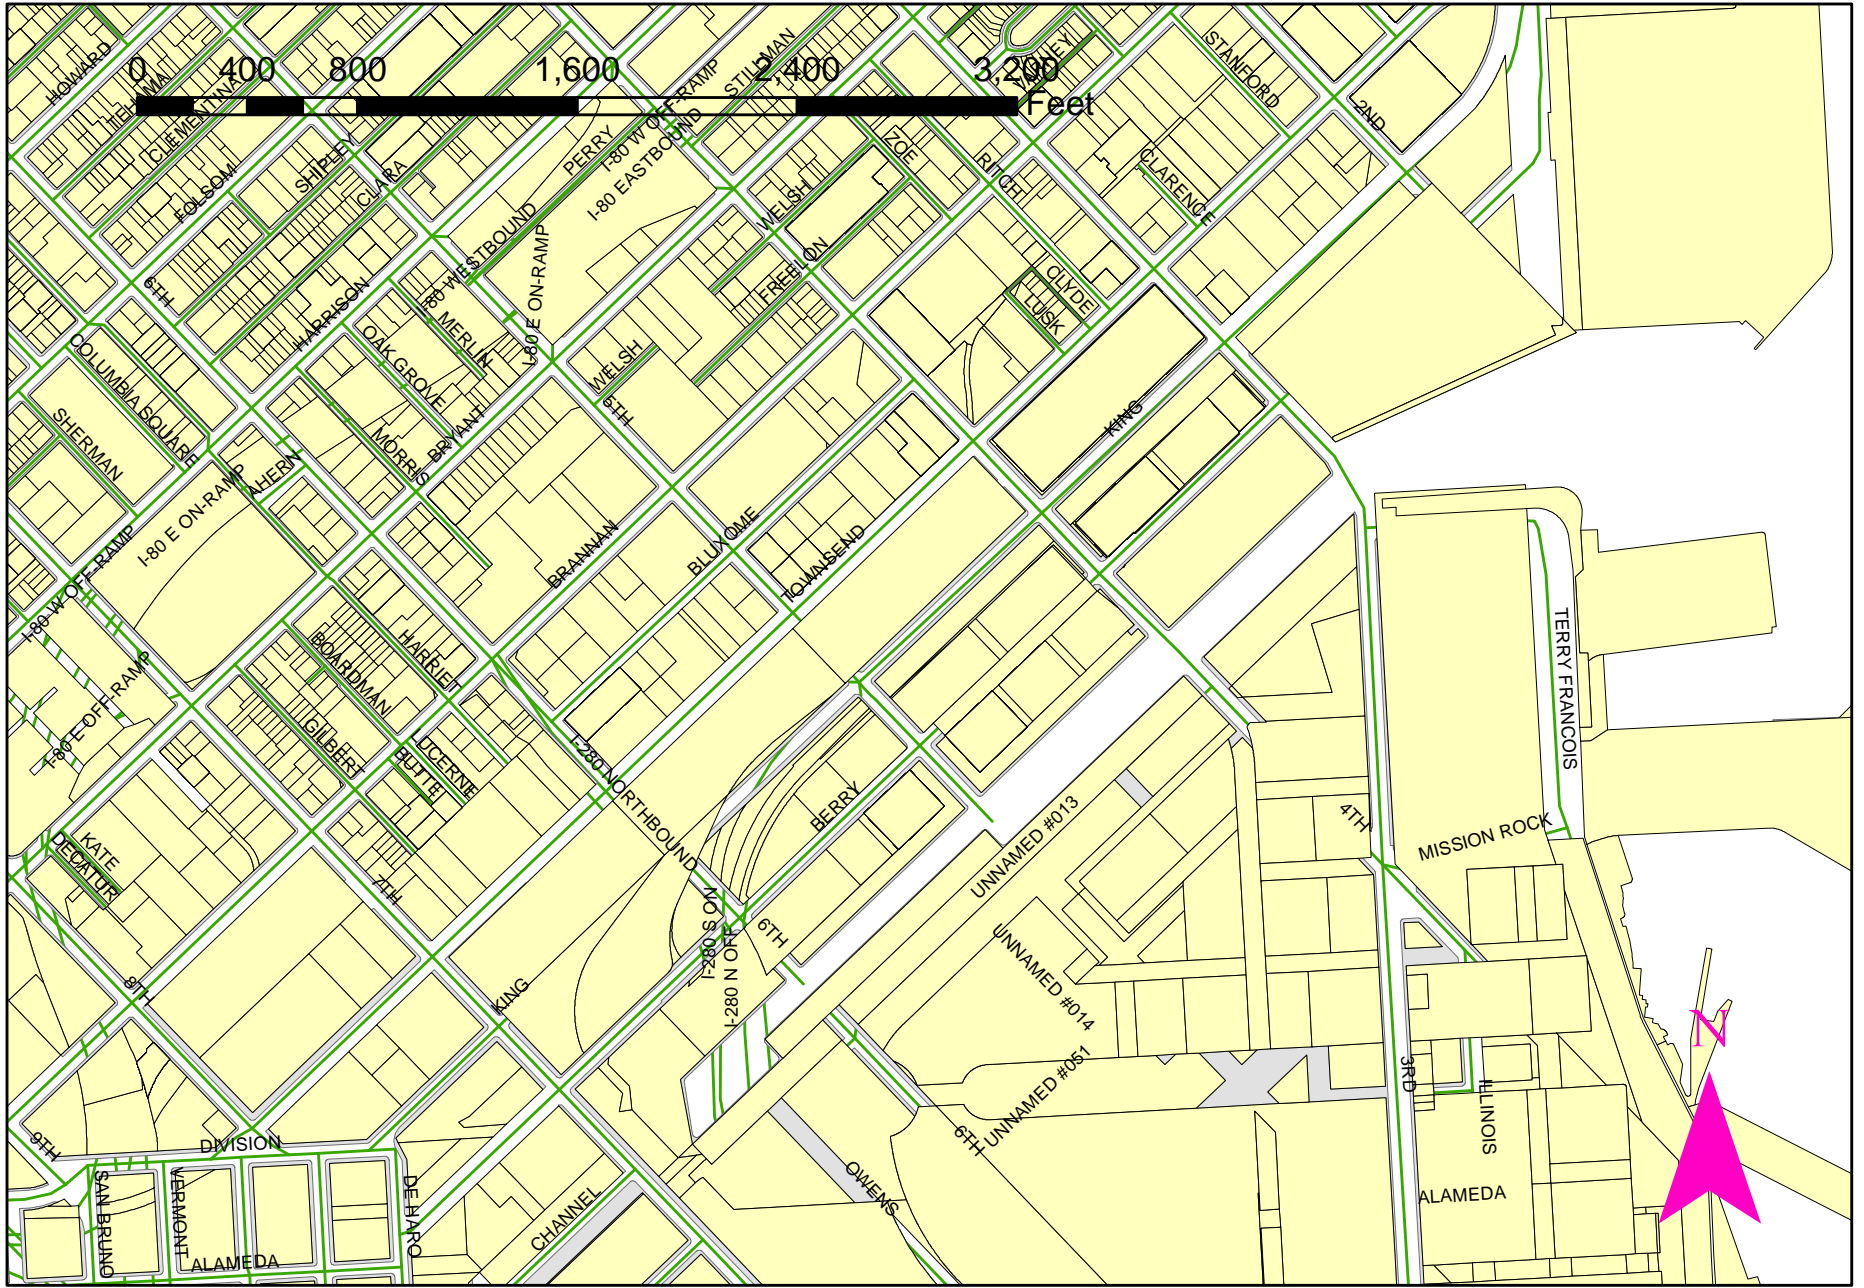 HOWARD
0
400
800
1,600
2,400
3,200
Feet
TEHAMA
CLEMENTINA
FOLSOM
SHIPLEY
CLARA
PERRY
I-80 W OFF-RAMP
I-80 EASTBOUND
STILLMAN
VARNEY
STANFORD
2ND
ZOE
RITCH
CLARENCE
WELSH
FREELON
CLYDE
LUSK
6TH
HARRISON
I-80 WESTBOUND
I-80 E ON-RAMP
MERLIN
OAK GROVE
COLUMBIA SQUARE
SHERMAN
WELSH
5TH
KING
BRYANT
MORRIS
AHERN
I-80 E ON-RAMP
I-80 W OFF-RAMP
I-80 E OFF-RAMP
BRANNAN
BLUXOME
TOWNSEND
TERRY FRANCOIS
BOARDMAN
HARRIET
GILBERT
BUTTE
LUCERNE
I-280 NORTHBOUND
BERRY
KATE
DECATUR
7TH
8TH
KING
I-280 S ON
I-280 N OFF
6TH
UNNAMED #013
UNNAMED #014
UNNAMED #051
4TH
MISSION ROCK
N
3RD
ILLINOIS
6TH
OWENS
ALAMEDA
9TH
DIVISION
SAN BRUNO
VERMONT
DE HARO
CHANNEL
ALAMEDA